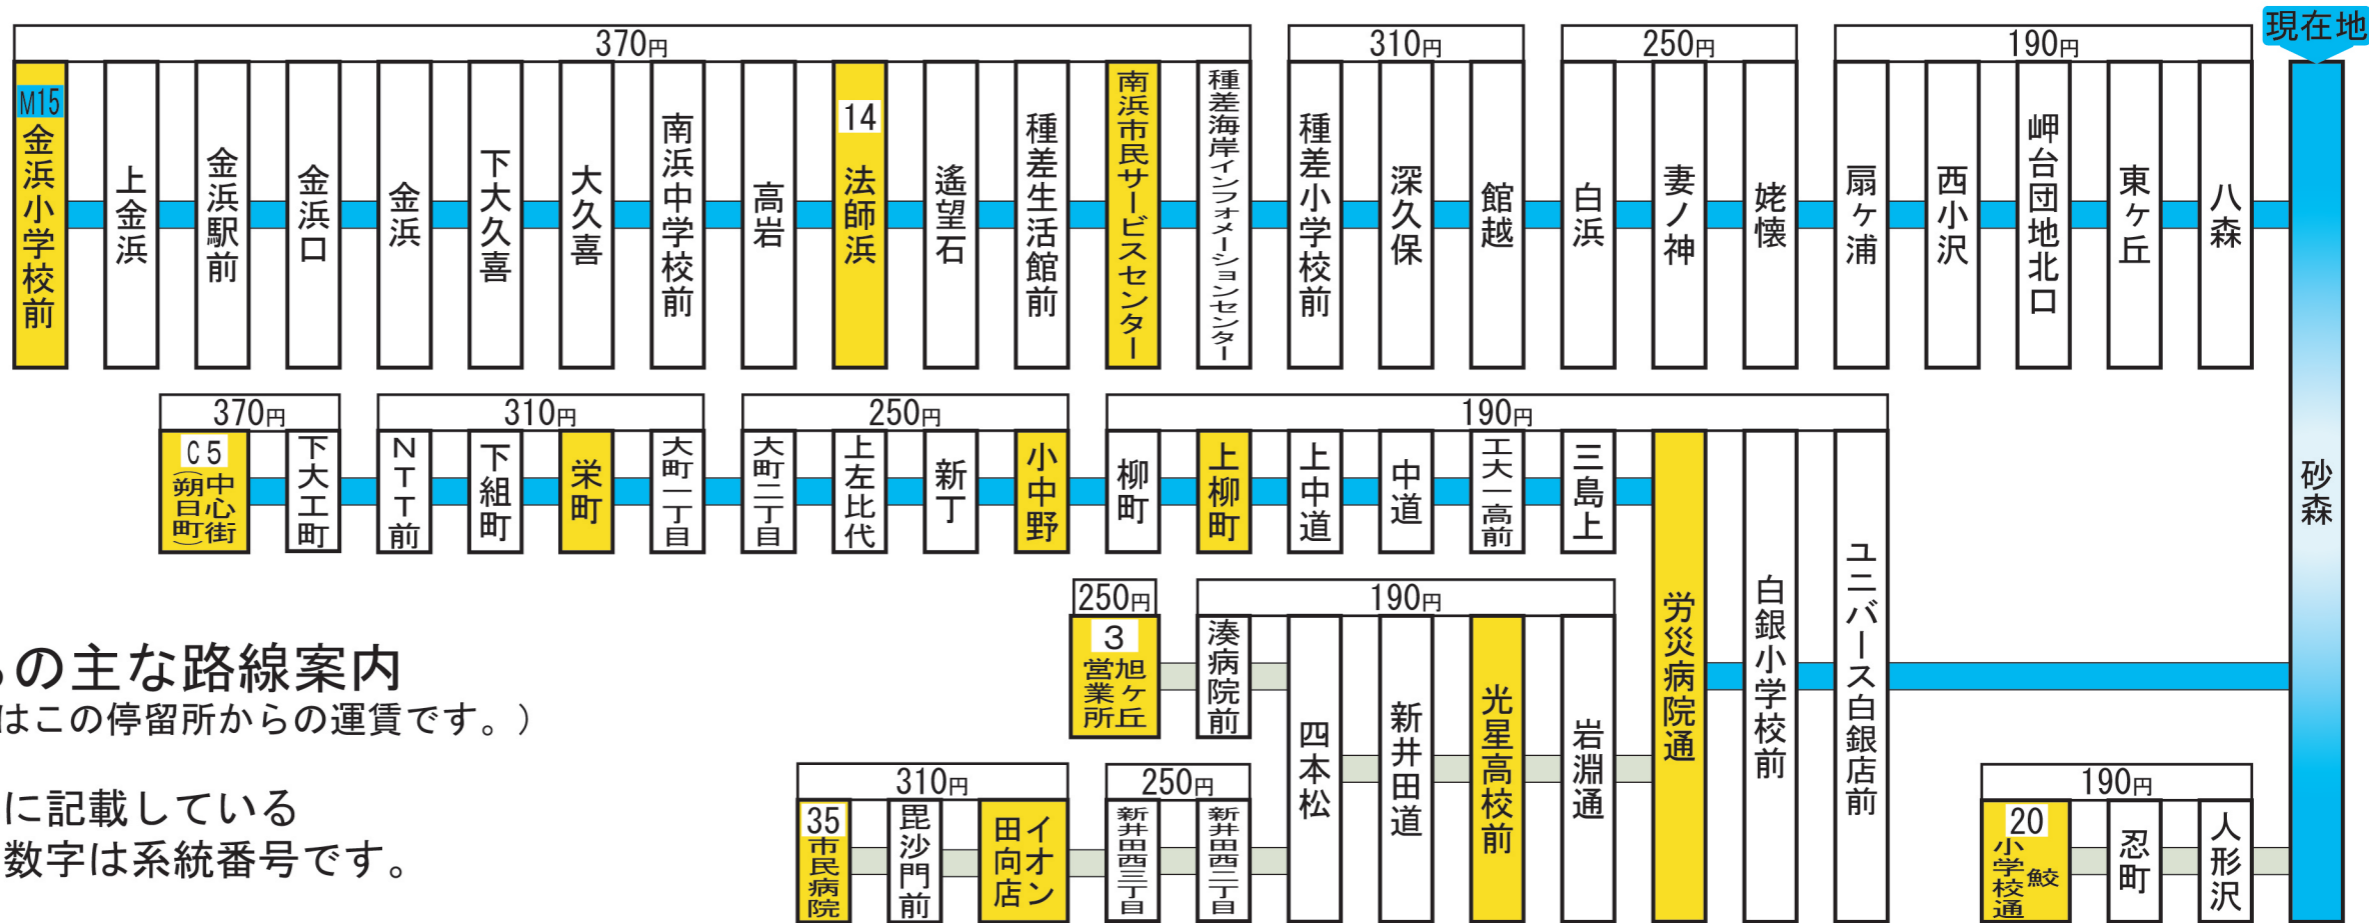 現在地
370円
310円
250円
190円
M15
金浜小学校前
上金浜
金浜駅前
金浜口
金浜
下大久喜
大久喜
南浜中学校前
高岩
14
法師浜
遙望石
種差生活館前
南浜市民サービスセンター
種差海岸インフォメーションセンター
種差小学校前
深久保
館越
白浜
妻ノ神
姥懐
扇ヶ浦
西小沢
岬台団地北口
東ヶ丘
八森
砂森
370円
310円
250円
190円
C5
中心街
(朔日町)
下大工町
NTT前
下組町
栄町
大町一丁目
大町二丁目
上左比代
新丁
小中野
柳町
上柳町
上中道
中道
工大一高前
三島上
労災病院通
白銀小学校前
ユニバース白銀店前
250円
190円
3
旭ヶ丘
営業所
湊病院前
四本松
新井田道
光星高校前
岩淵通
310円
250円
35
市民病院
毘沙門前
イオン
田向店
新井田西三丁目
新井田西二丁目
190円
20
鮫
小学校通
忍町
人形沢
らの主な路線案内
はこの停留所からの運賃です。)
に記載している
数字は系統番号です。